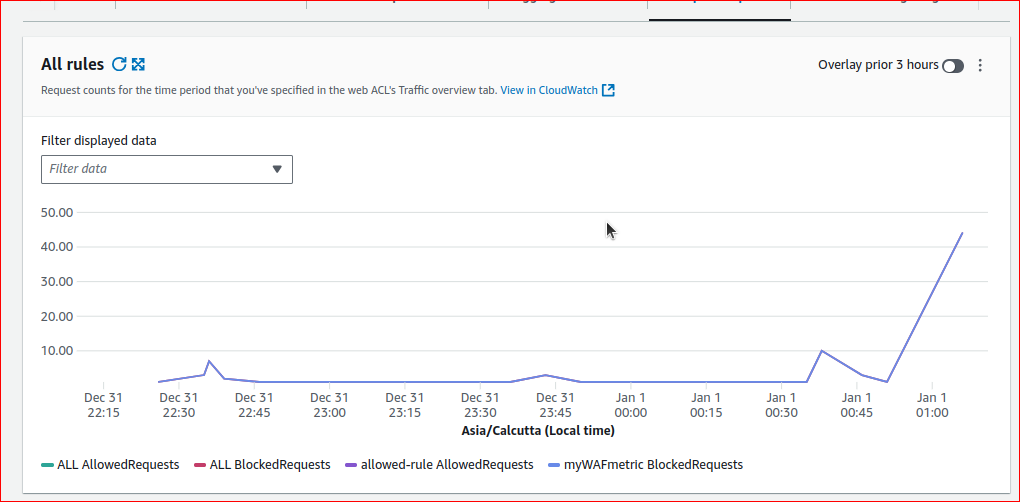 All rules
Overlay prior 3 hours
Request counts for the time period that you've specified in the web ACL's Traffic overview tab. View in CloudWatch
Filter displayed data
Filter data
50.00
40.00
30.00
20.00
10.00
Dec 31 Dec 31 Dec 31 Dec 31 Dec 31 Dec 31 Dec 31 Jan 1 Jan 1 Jan 1 Jan 1 Jan 1
22:15 22:30 22:45 23:00 23:15 23:30 23:45 00:00 00:15 00:30 00:45 01:00
Asia/Calcutta (Local time)
ALL AllowedRequests ALL BlockedRequests allowed-rule AllowedRequests myWAFmetric BlockedRequests